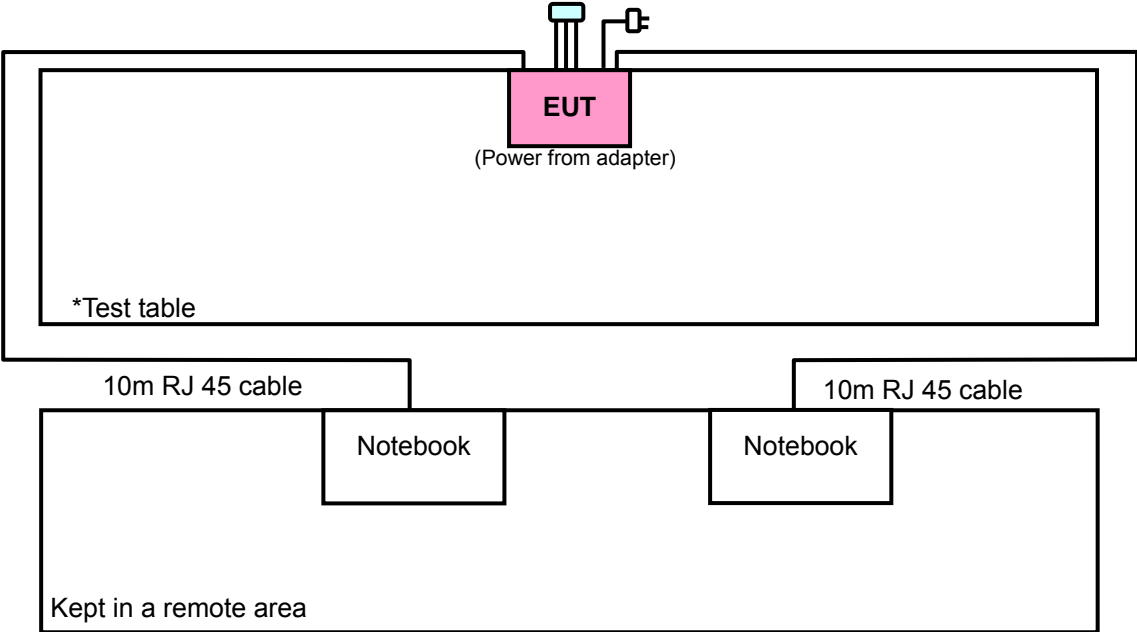 EUT
(Power from adapter)
*Test table
10m RJ 45 cable
10m RJ 45 cable
Notebook
Notebook
Kept in a remote area